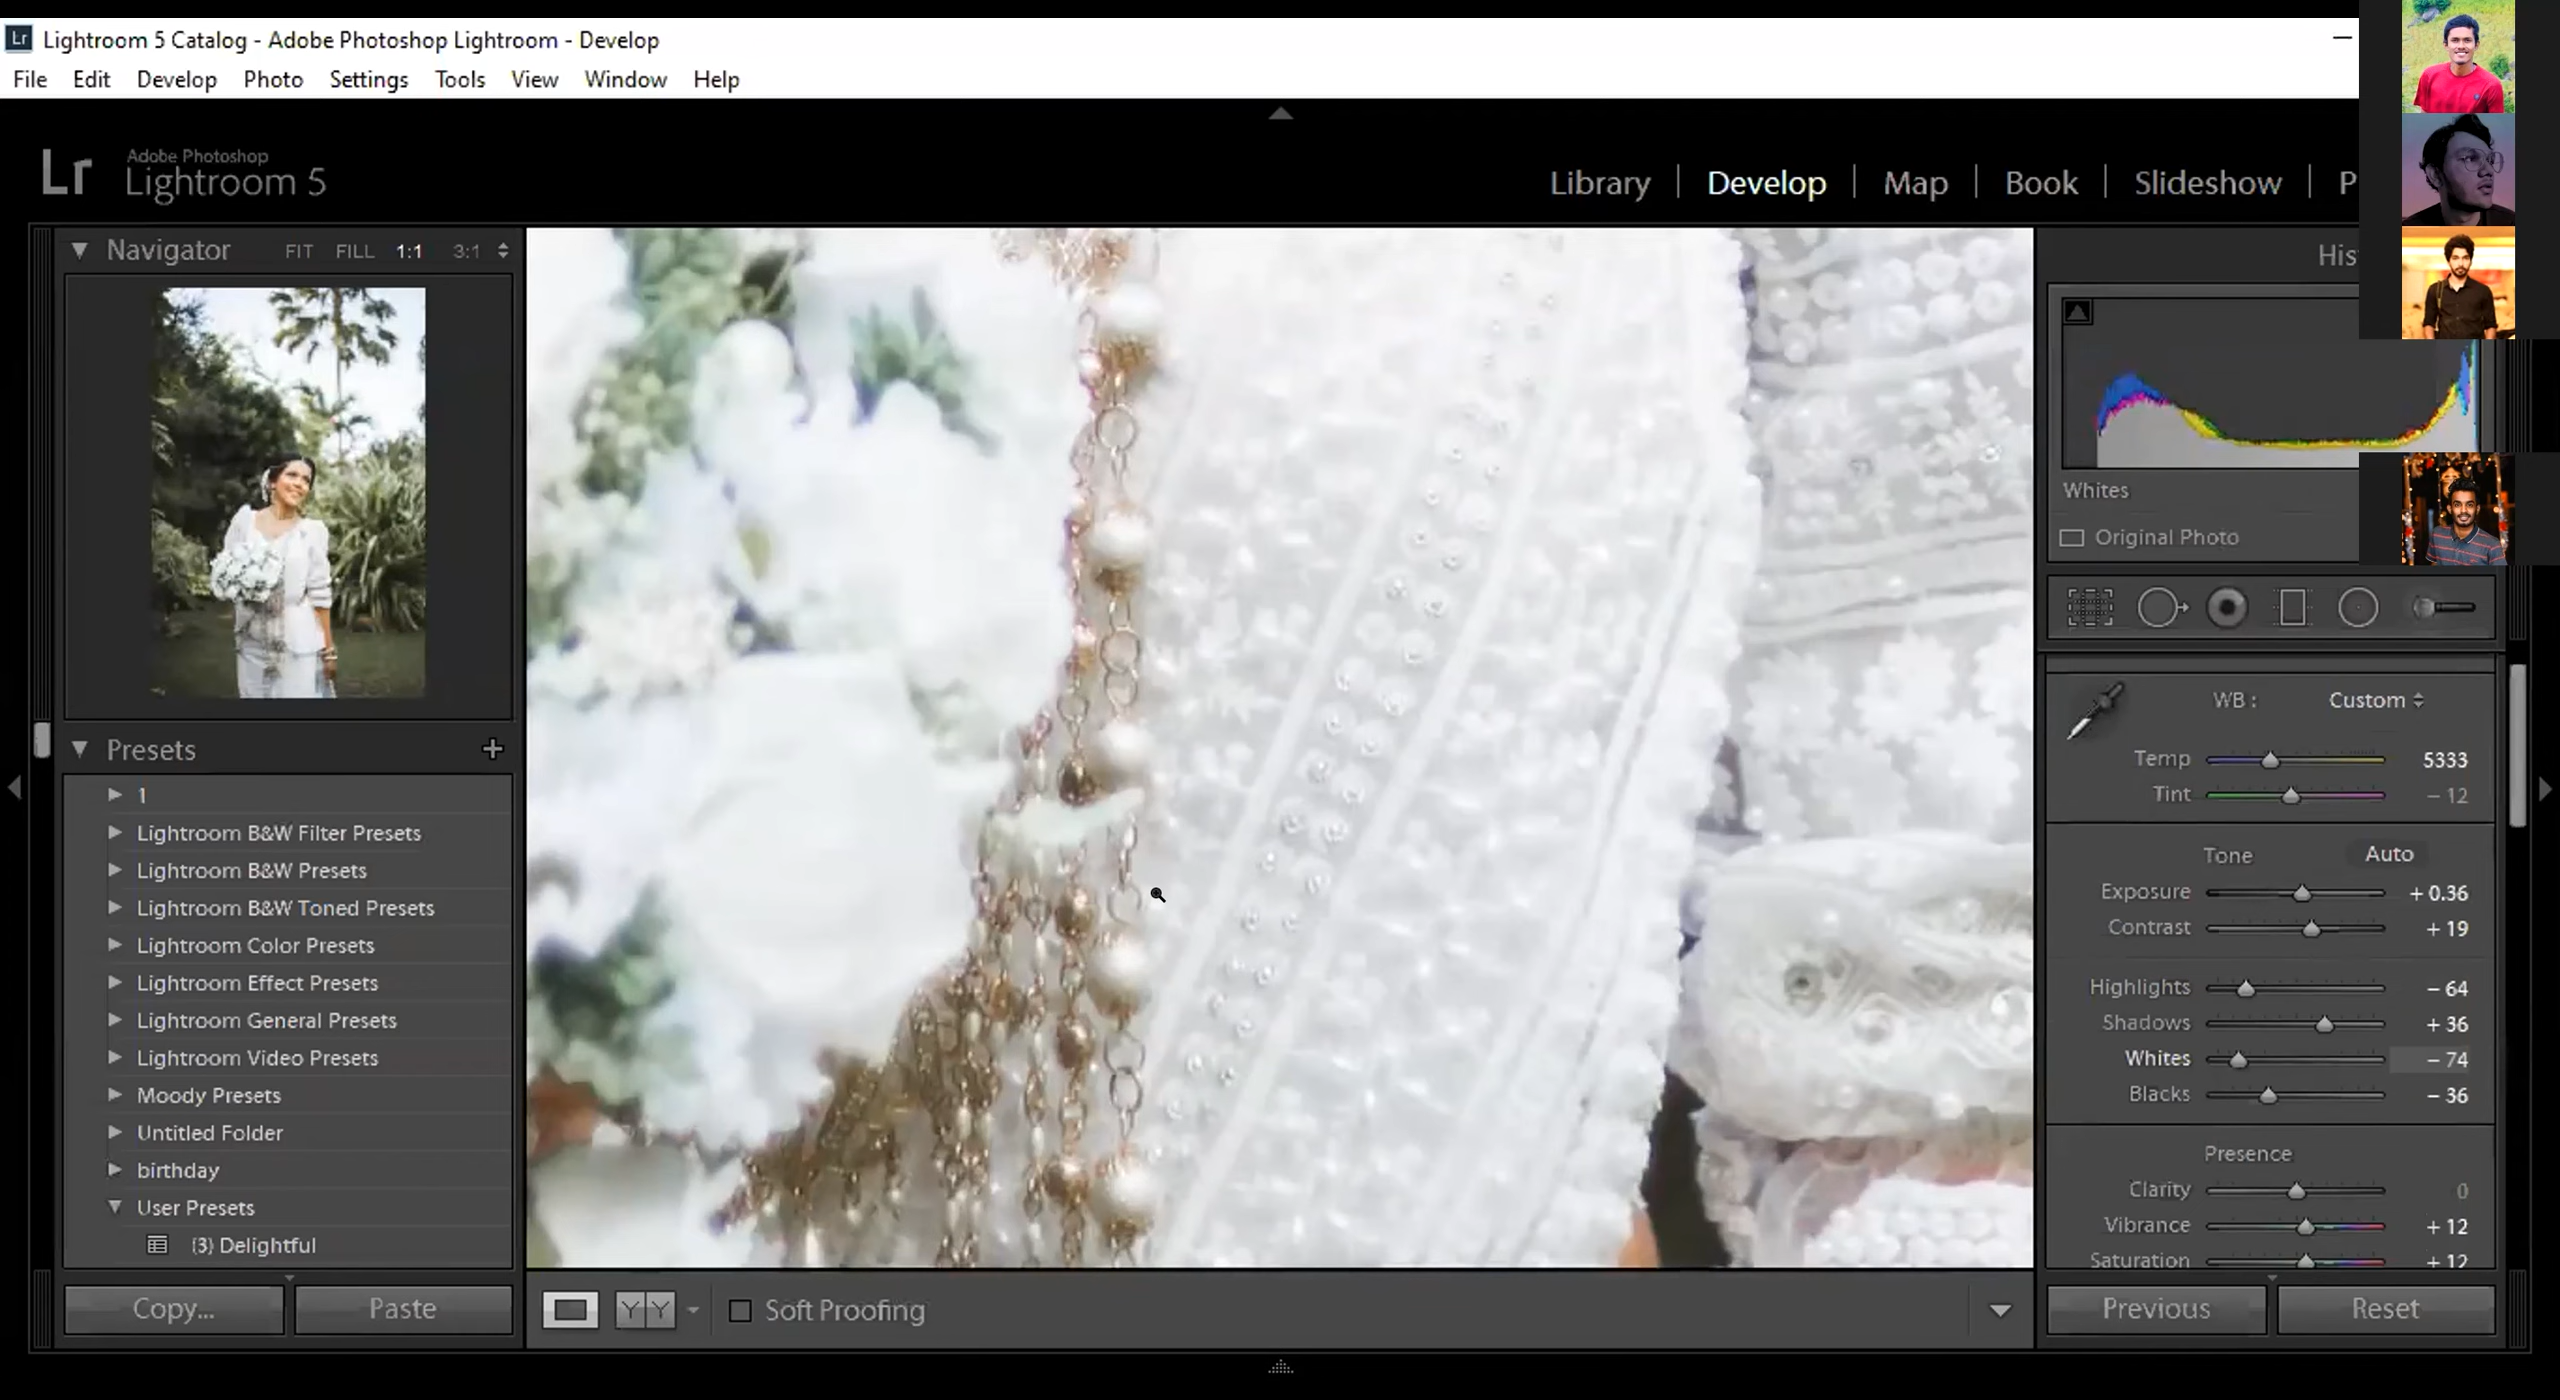 Lr Lightroom 5 Catalog - Adobe Photoshop Lightroom - Develop
File Edit Develop Photo Settings Tools View Window Help
Lr Adobe Photoshop
Lightroom 5
Library | Develop | Map | Book | Slideshow | P
Navigator FIT FILL 1:1 3:1
Presets +
1
Lightroom B&W Filter Presets
Lightroom B&W Presets
Lightroom B&W Toned Presets
Lightroom Color Presets
Lightroom Effect Presets
Lightroom General Presets
Lightroom Video Presets
Moody Presets
Untitled Folder
birthday
User Presets
(3) Delightful
Copy... Paste
YY Soft Proofing
His
Whites
Original Photo
WB : Custom
Temp 5333
Tint – 12
Tone Auto
Exposure + 0.36
Contrast + 19
Highlights – 64
Shadows + 36
Whites – 74
Blacks – 36
Presence
Clarity 0
Vibrance + 12
Saturation + 12
Previous Reset